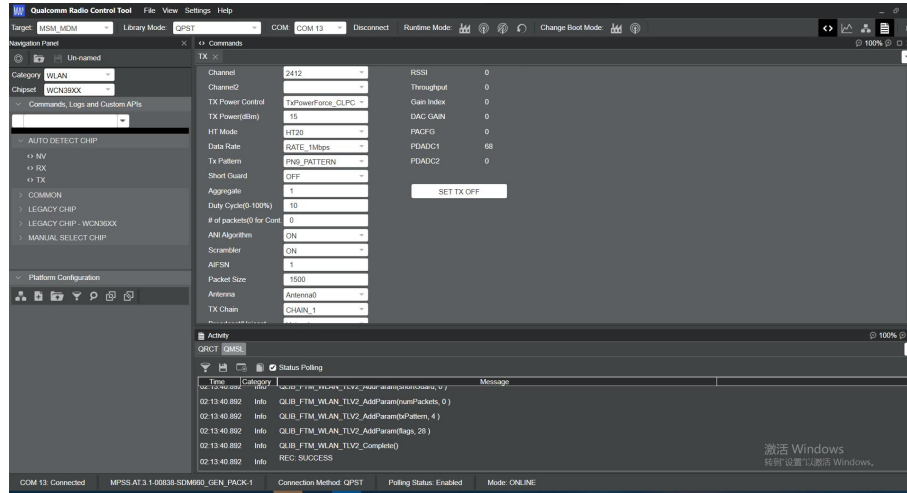 Qualcomm Radio Control Tool File View Settings Help
Target: MSM_MDM Library Mode: QPST COM: COM 13 Disconnect Runtime Mode: Change Boot Mode:
Navigation Panel
Un-named
Category WLAN
Chipset WCN39XX
Commands, Logs and Custom APIs
AUTO DETECT CHIP
NV
RX
TX
COMMON
LEGACY CHIP
LEGACY CHIP - WCN36XX
MANUAL SELECT CHIP
Platform Configuration
Commands 100%
TX
Channel 2412 RSSI 0
Channel2 Throughput 0
TX Power Control TxPowerForce_CLPC Gain Index 0
TX Power(dBm) 15 DAC GAIN 0
HT Mode HT20 PACFG 0
Data Rate RATE_1Mbps PDADC1 68
Tx Pattern PN9_PATTERN PDADC2 0
Short Guard OFF
Aggregate 1 SET TX OFF
Duty Cycle(0-100%) 10
# of packets(0 for Cont. 0
ANI Algorithm ON
Scrambler ON
AIFSN 1
Packet Size 1500
Antenna Antenna0
TX Chain CHAIN_1
Activity 100%
QRCT QMSL
Status Polling
Time Category Message
02:13:40.892 Info QLIB_FTM_WLAN_TLV2_AddParam(shortGuard, 0 )
02:13:40.892 Info QLIB_FTM_WLAN_TLV2_AddParam(numPackets, 0 )
02:13:40.892 Info QLIB_FTM_WLAN_TLV2_AddParam(txPattern, 4 )
02:13:40.892 Info QLIB_FTM_WLAN_TLV2_AddParam(flags, 28 )
02:13:40.892 Info QLIB_FTM_WLAN_TLV2_Complete()
02:13:40.892 Info REC: SUCCESS
激活 Windows
转到"设置"以激活 Windows。
COM 13: Connected MPSS.AT.3.1-00838-SDM660_GEN_PACK-1 Connection Method: QPST Polling Status: Enabled Mode: ONLINE